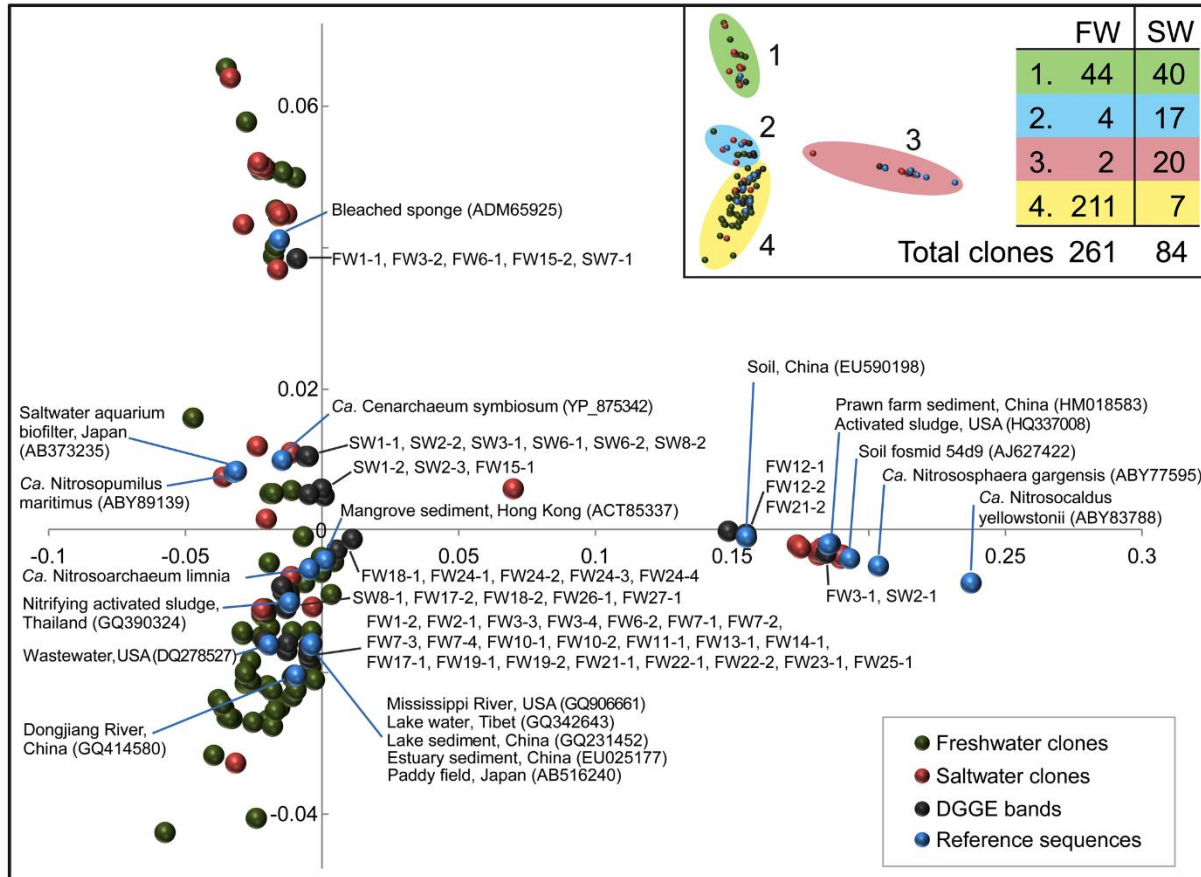 FW SW
1. 44 40
2. 4 17
3. 2 20
4. 211 7
Total clones 261 84
1
2
3
4
0.06
Bleached sponge (ADM65925)
FW1-1, FW3-2, FW6-1, FW15-2, SW7-1
0.02
Saltwater aquarium
biofilter, Japan
(AB373235)
Ca. Nitrosopumilus
maritimus (ABY89139)
Ca. Cenarchaeum symbiosum (YP_875342)
SW1-1, SW2-2, SW3-1, SW6-1, SW6-2, SW8-2
SW1-2, SW2-3, FW15-1
Mangrove sediment, Hong Kong (ACT85337)
Soil, China (EU590198)
Prawn farm sediment, China (HM018583)
Activated sludge, USA (HQ337008)
Soil fosmid 54d9 (AJ627422)
Ca. Nitrososphaera gargensis (ABY77595)
Ca. Nitrosocaldus
yellowstonii (ABY83788)
FW12-1
FW12-2
FW21-2
-0.1 -0.05 0 0.05 0.1 0.15 0.25 0.3
FW3-1, SW2-1
Ca. Nitrosoarchaeum limnia
FW18-1, FW24-1, FW24-2, FW24-3, FW24-4
Nitrifying activated sludge,
Thailand (GQ390324)
SW8-1, FW17-2, FW18-2, FW26-1, FW27-1
FW1-2, FW2-1, FW3-3, FW3-4, FW6-2, FW7-1, FW7-2,
FW7-3, FW7-4, FW10-1, FW10-2, FW11-1, FW13-1, FW14-1,
FW17-1, FW19-1, FW19-2, FW21-1, FW22-1, FW22-2, FW23-1, FW25-1
Wastewater, USA (DQ278527)
Dongjiang River,
China (GQ414580)
Mississippi River, USA (GQ906661)
Lake water, Tibet (GQ342643)
Lake sediment, China (GQ231452)
Estuary sediment, China (EU025177)
Paddy field, Japan (AB516240)
-0.04
Freshwater clones
Saltwater clones
DGGE bands
Reference sequences